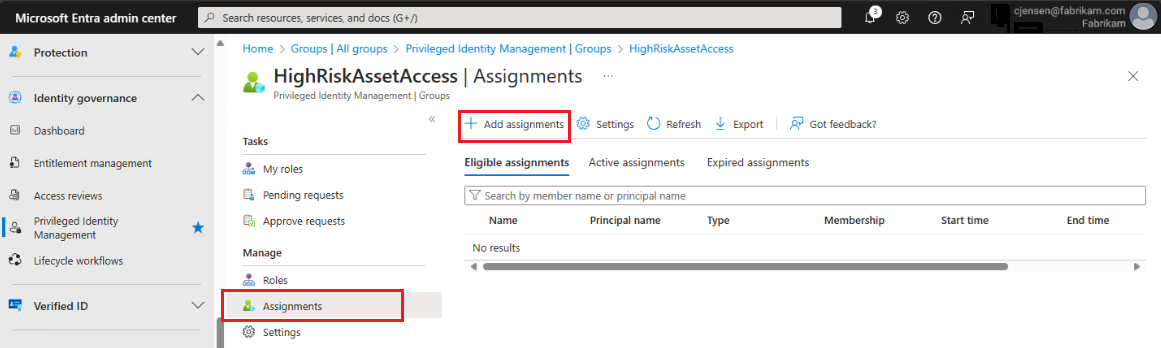 Microsoft Entra admin center
Search resources, services, and docs (G+/)
3
cjensen@fabrikam.com
Fabrikam
Protection
Identity governance
Dashboard
Entitlement management
Access reviews
Privileged Identity
Management
Lifecycle workflows
Verified ID
Home > Groups | All groups > Privileged Identity Management | Groups > HighRiskAssetAccess
HighRiskAssetAccess | Assignments ...
Privileged Identity Management | Groups
Tasks
My roles
Pending requests
Approve requests
Manage
Roles
Assignments
Settings
Add assignments Settings Refresh Export Got feedback?
Eligible assignments Active assignments Expired assignments
Search by member name or principal name
Name Principal name Type Membership Start time End time
No results